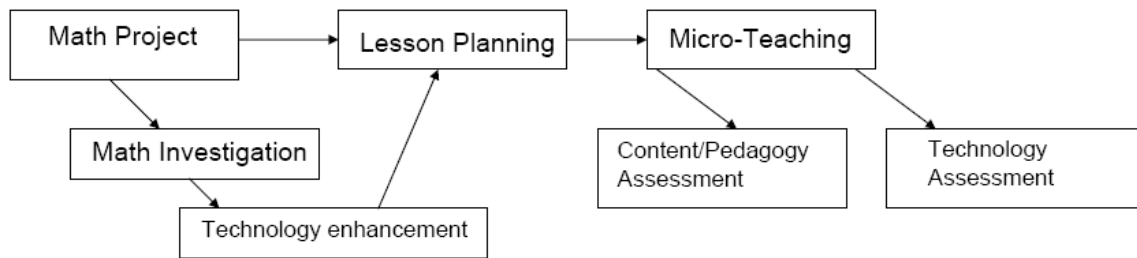 Math Project
Lesson Planning
Micro-Teaching
Math Investigation
Content/Pedagogy
Assessment
Technology
Assessment
Technology enhancement